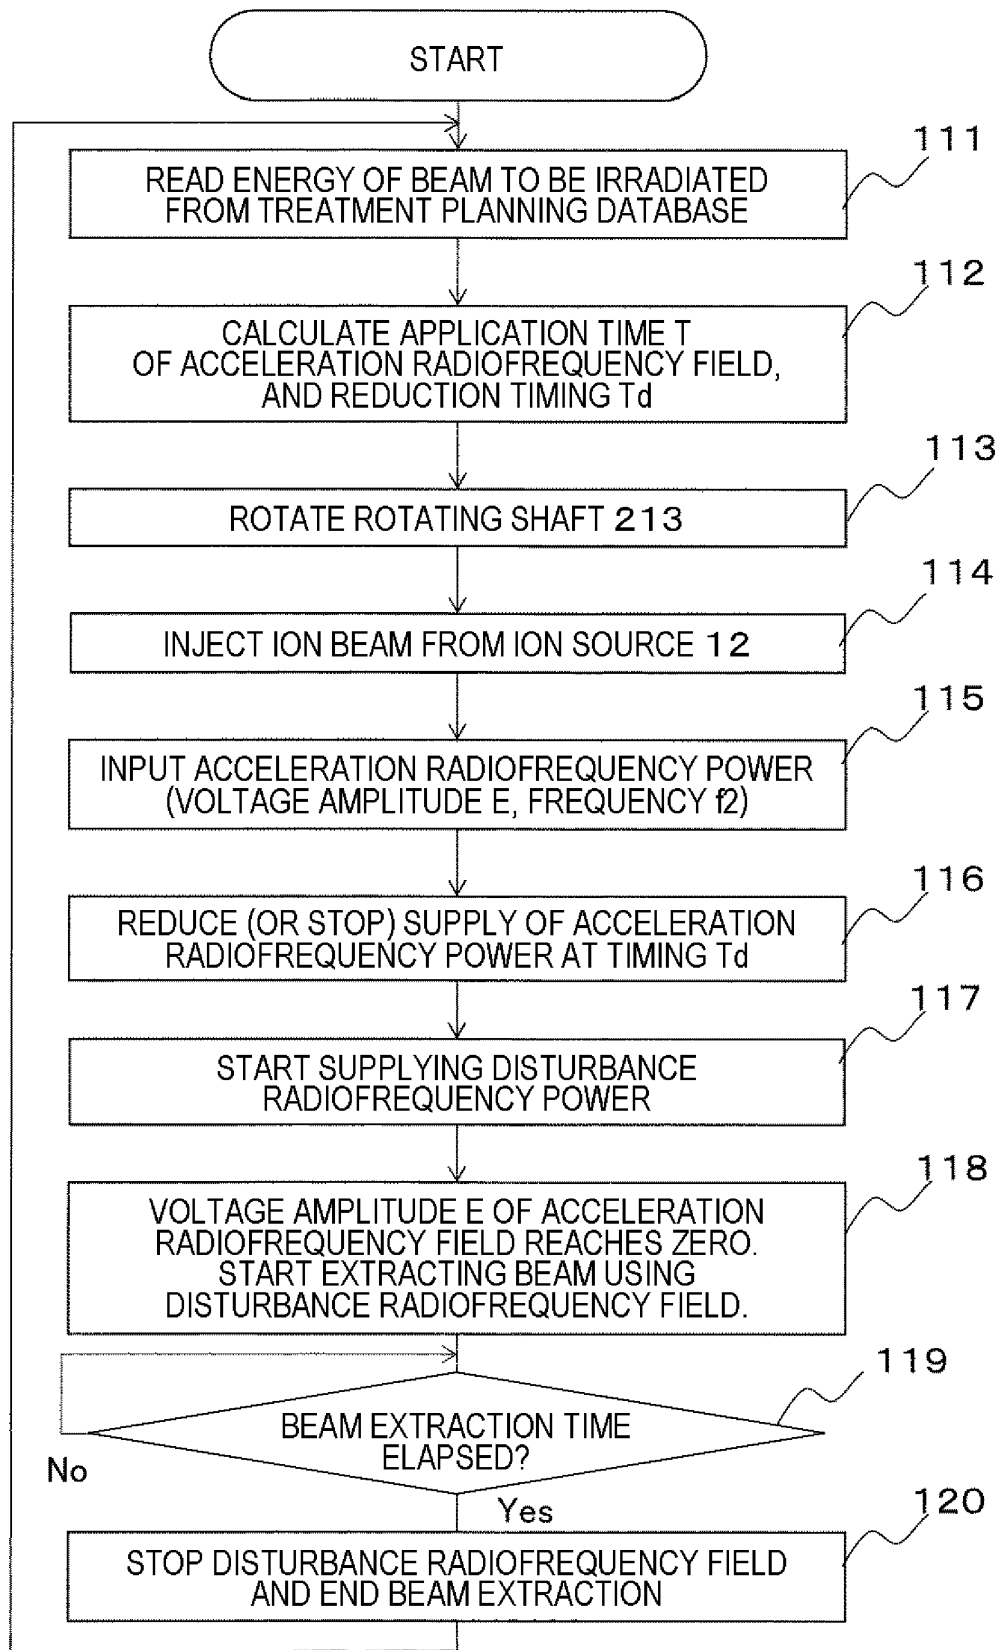 START
111
READ ENERGY OF BEAM TO BE IRRADIATED
FROM TREATMENT PLANNING DATABASE
112
CALCULATE APPLICATION TIME T
OF ACCELERATION RADIOFREQUENCY FIELD,
AND REDUCTION TIMING Td
113
ROTATE ROTATING SHAFT 213
114
INJECT ION BEAM FROM ION SOURCE 12
115
INPUT ACCELERATION RADIOFREQUENCY POWER
(VOLTAGE AMPLITUDE E, FREQUENCY f2)
116
REDUCE (OR STOP) SUPPLY OF ACCELERATION
RADIOFREQUENCY POWER AT TIMING Td
117
START SUPPLYING DISTURBANCE
RADIOFREQUENCY POWER
118
VOLTAGE AMPLITUDE E OF ACCELERATION
RADIOFREQUENCY FIELD REACHES ZERO.
START EXTRACTING BEAM USING
DISTURBANCE RADIOFREQUENCY FIELD.
119
BEAM EXTRACTION TIME
ELAPSED?
No
Yes
120
STOP DISTURBANCE RADIOFREQUENCY FIELD
AND END BEAM EXTRACTION